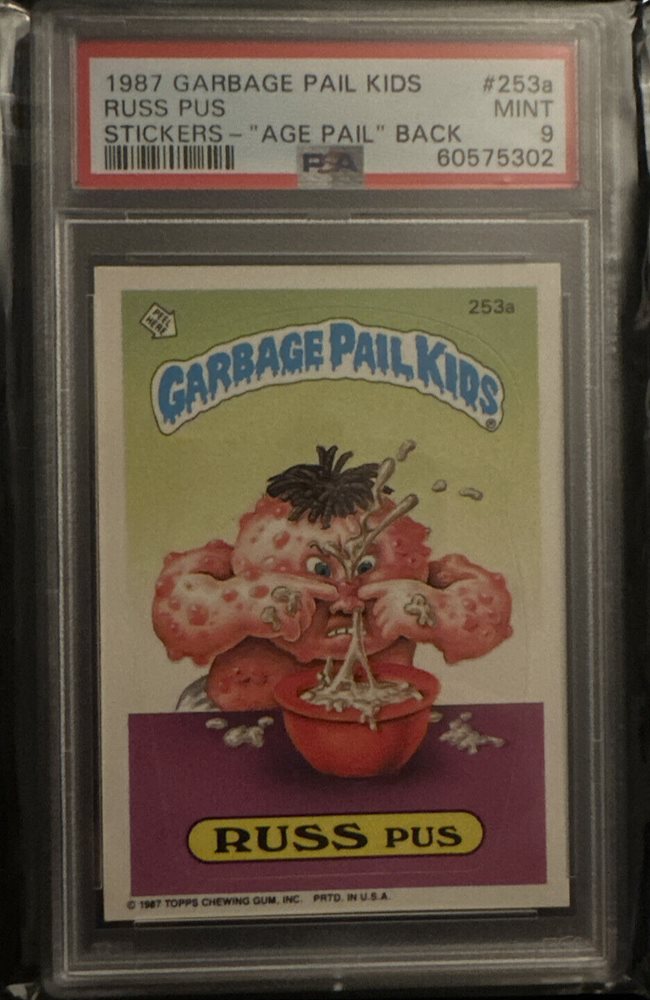 1987 GARBAGE PAIL KIDS #253a
RUSS PUS MINT
STICKERS-"AGE PAIL" BACK 9
PSA 60575302
PEEL HERE
253a
GARBAGE PAIL KIDS®
RUSS PUS
© 1987 TOPPS CHEWING GUM, INC. PRTD. IN U.S.A.